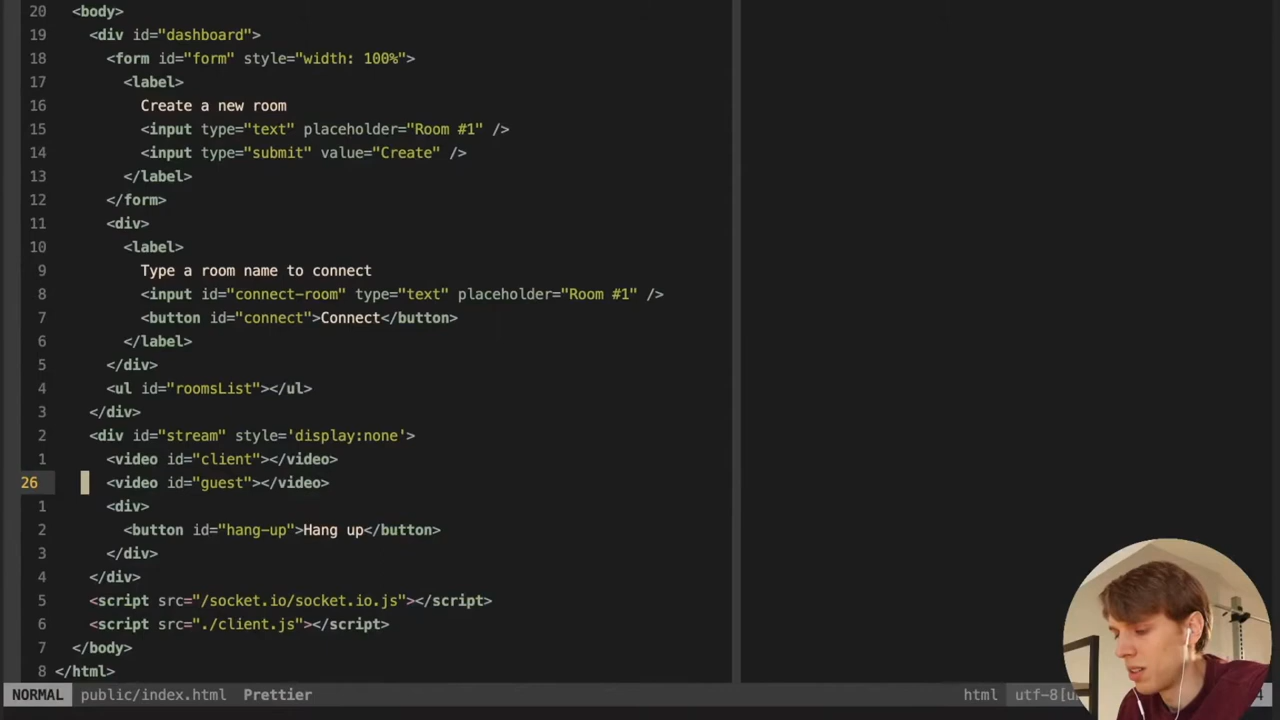 20 <body>
19 <div id="dashboard">
18 <form id="form" style="width: 100%">
17 <label>
16 Create a new room
15 <input type="text" placeholder="Room #1" />
14 <input type="submit" value="Create" />
13 </label>
12 </form>
11 <div>
10 <label>
9 Type a room name to connect
8 <input id="connect-room" type="text" placeholder="Room #1" />
7 <button id="connect">Connect</button>
6 </label>
5 </div>
4 <ul id="roomsList"></ul>
3 </div>
2 <div id="stream" style='display:none'>
1 <video id="client"></video>
26 <video id="guest"></video>
1 <div>
2 <button id="hang-up">Hang up</button>
3 </div>
4 </div>
5 <script src="/socket.io/socket.io.js"></script>
6 <script src="./client.js"></script>
7 </body>
8 </html>
NORMAL public/index.html Prettier html utf-8